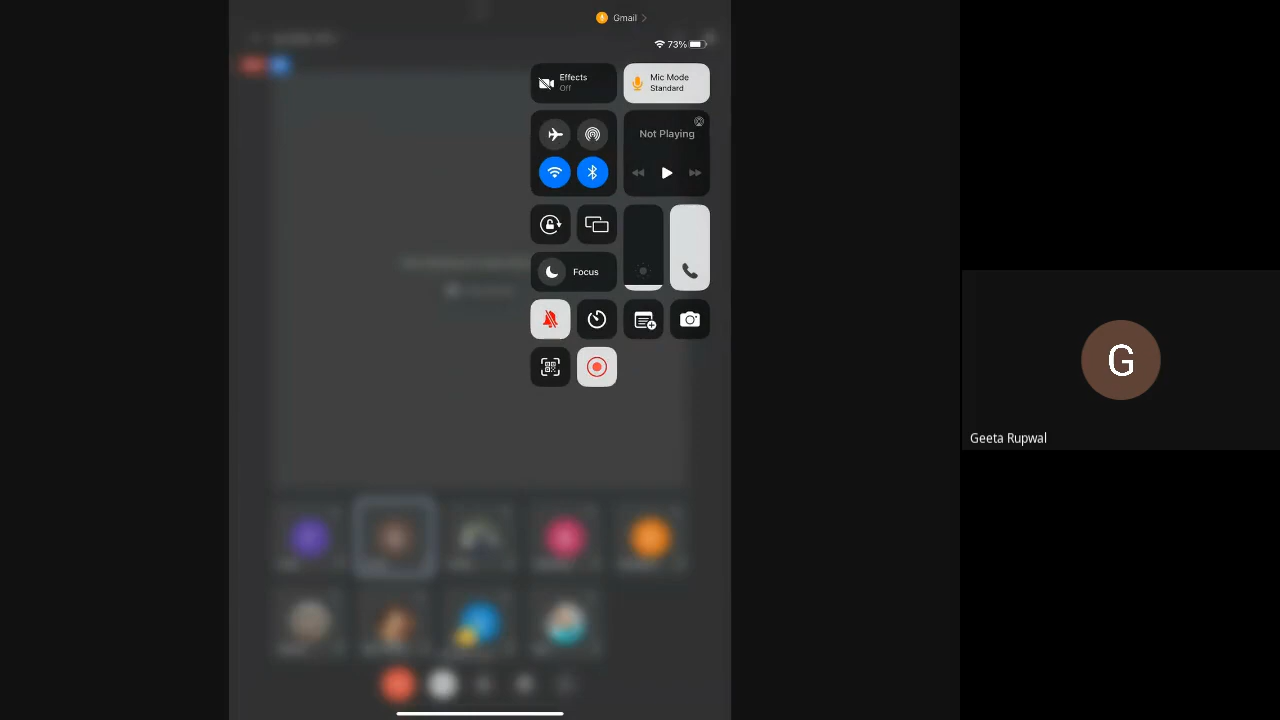 Gmail
73%
Effects
Off
Mic Mode
Standard
Not Playing
Focus
G
Geeta Rupwal